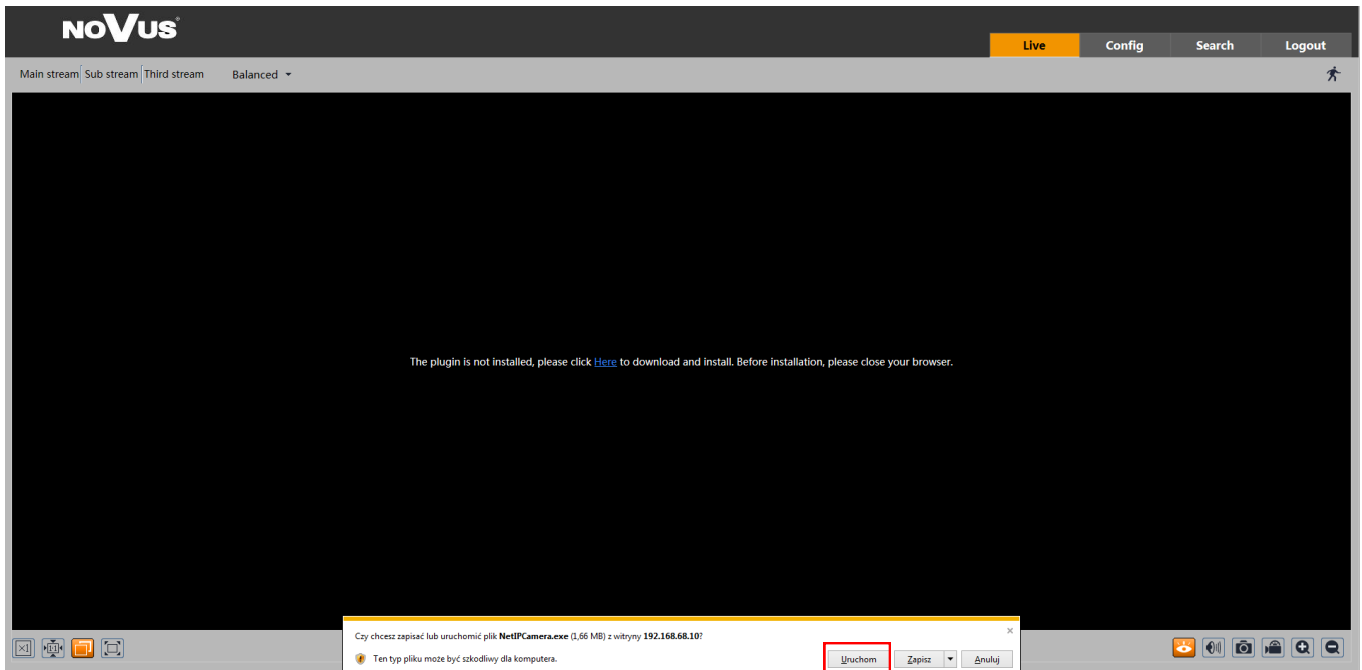 NOVUS®
Live Config Search Logout
Main stream Sub stream Third stream Balanced
The plugin is not installed, please click Here to download and install. Before installation, please close your browser.
Czy chcesz zapisać lub uruchomić plik NetIPCamera.exe (1,66 MB) z witryny 192.168.68.10?
Ten typ pliku może być szkodliwy dla komputera.
Uruchom Zapisz Anuluj
×1 1:1